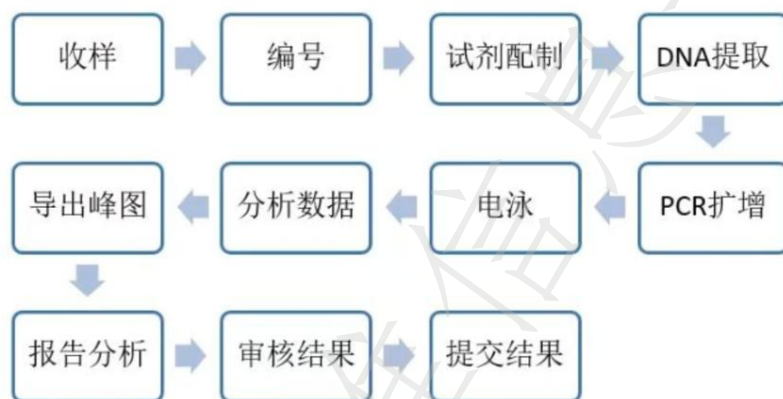 收样
编号
试剂配制
DNA提取
PCR扩增
电泳
分析数据
导出峰图
报告分析
审核结果
提交结果